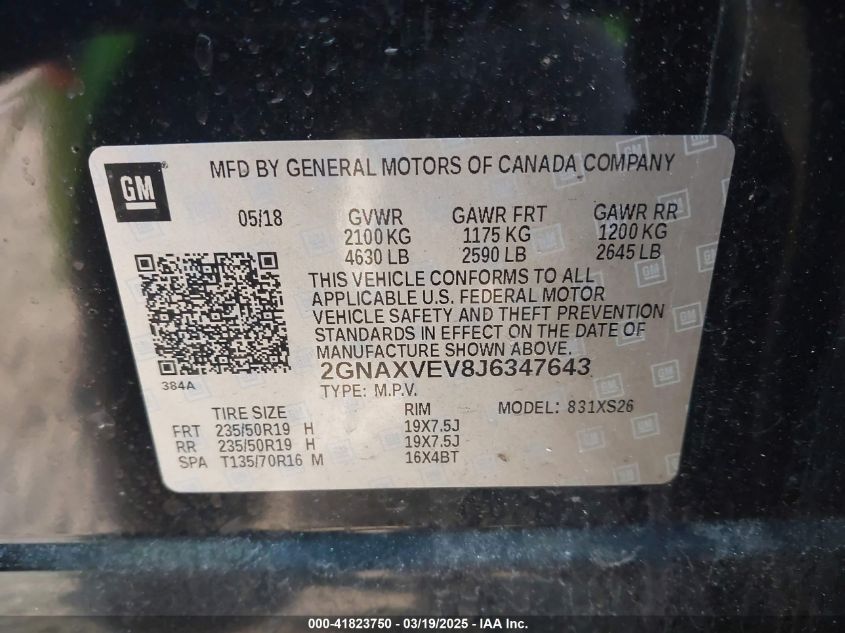 GM
MFD BY GENERAL MOTORS OF CANADA COMPANY
05/18 GVWR GAWR FRT GAWR RR
2100 KG 1175 KG 1200 KG
4630 LB 2590 LB 2645 LB
THIS VEHICLE CONFORMS TO ALL
APPLICABLE U.S. FEDERAL MOTOR
VEHICLE SAFETY AND THEFT PREVENTION
STANDARDS IN EFFECT ON THE DATE OF
MANUFACTURE SHOWN ABOVE.
384A
2GNAXVEV8J6347643
TYPE: M.P.V.
TIRE SIZE RIM MODEL: 831XS26
FRT 235/50R19 H 19X7.5J
RR 235/50R19 H 19X7.5J
SPA T135/70R16 M 16X4BT
000-41823750 - 03/19/2025 - IAA Inc.